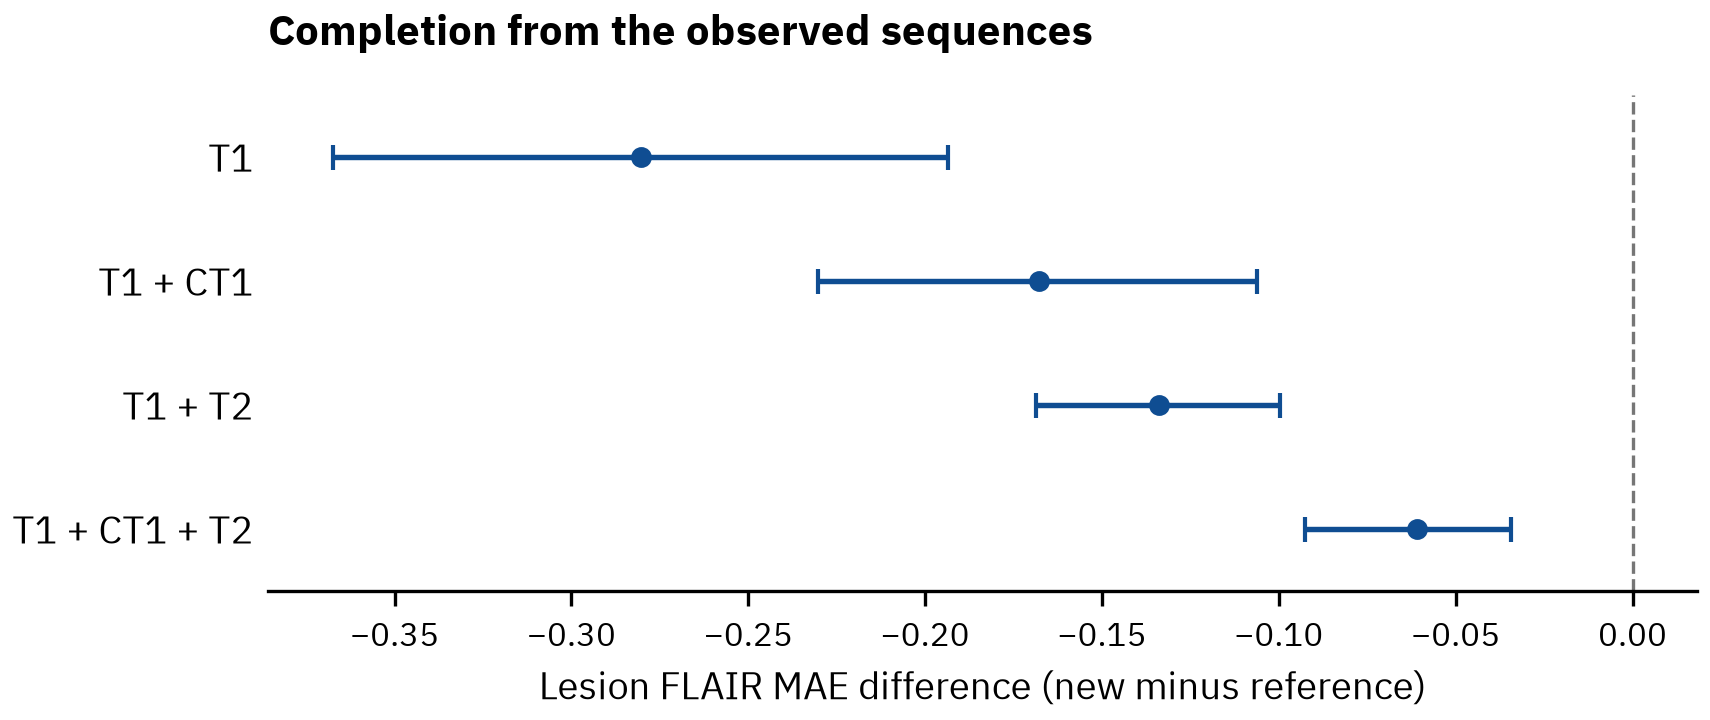 Completion from the observed sequences
T1
T1 + CT1
T1 + T2
T1 + CT1 + T2
−0.35 −0.30 −0.25 −0.20 −0.15 −0.10 −0.05 0.00
Lesion FLAIR MAE difference (new minus reference)